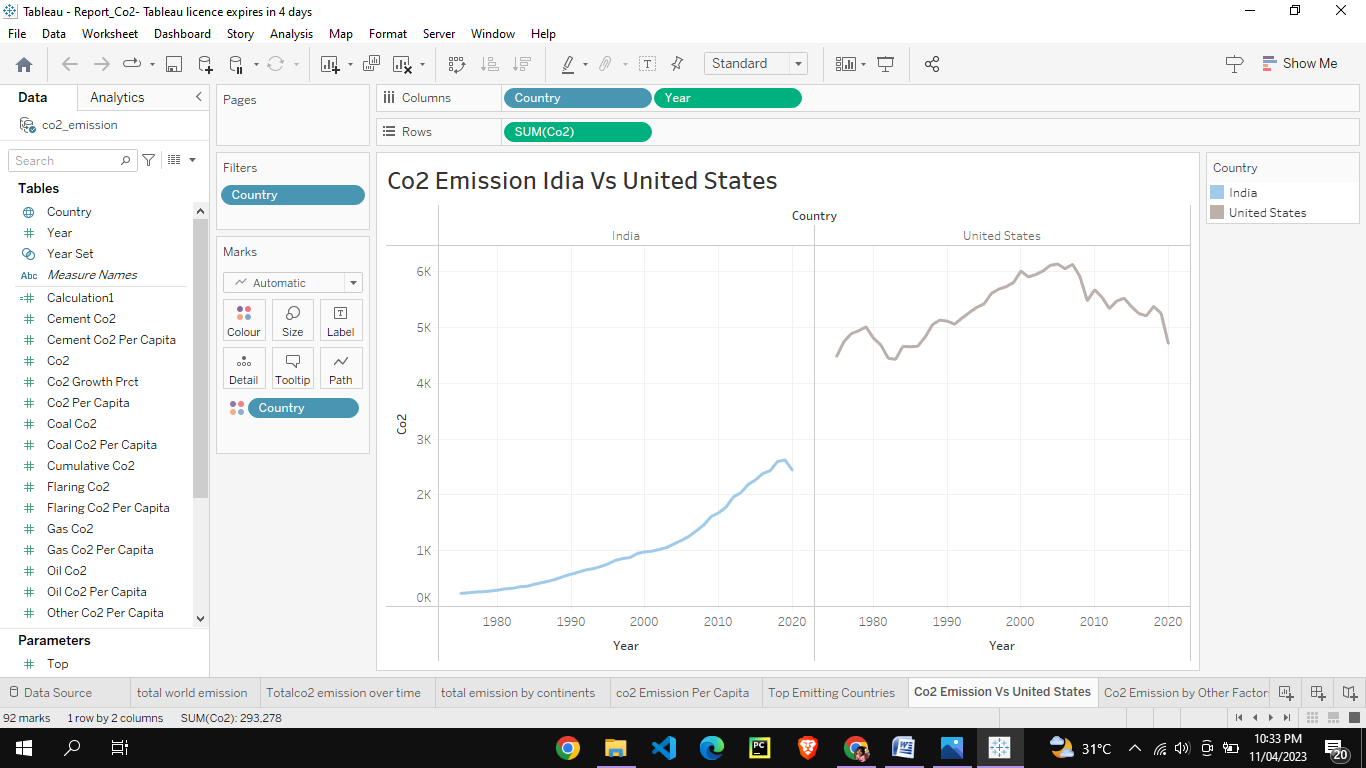 Tableau - Report_Co2- Tableau licence expires in 4 days
File Data Worksheet Dashboard Story Analysis Map Format Server Window Help
Standard
Show Me
Data Analytics
co2_emission
Search
Tables
Country
Year
Year Set
Abc Measure Names
Calculation1
Cement Co2
Cement Co2 Per Capita
Co2
Co2 Growth Prct
Co2 Per Capita
Coal Co2
Coal Co2 Per Capita
Cumulative Co2
Flaring Co2
Flaring Co2 Per Capita
Gas Co2
Gas Co2 Per Capita
Oil Co2
Oil Co2 Per Capita
Other Co2 Per Capita
Parameters
Top
Pages
Filters
Country
Marks
Automatic
Colour Size Label
Detail Tooltip Path
Country
Columns Country Year
Rows SUM(Co2)
Co2 Emission Idia Vs United States
Country
India United States
6K
5K
4K
3K
2K
1K
0K
Co2
1980 1990 2000 2010 2020 1980 1990 2000 2010 2020
Year Year
Country
India
United States
Data Source total world emission Totalco2 emission over time total emission by continents co2 Emission Per Capita Top Emitting Countries Co2 Emission Vs United States Co2 Emission by Other Factor
92 marks 1 row by 2 columns SUM(Co2): 293,278
PC
W
31°C
10:33 PM
11/04/2023
20